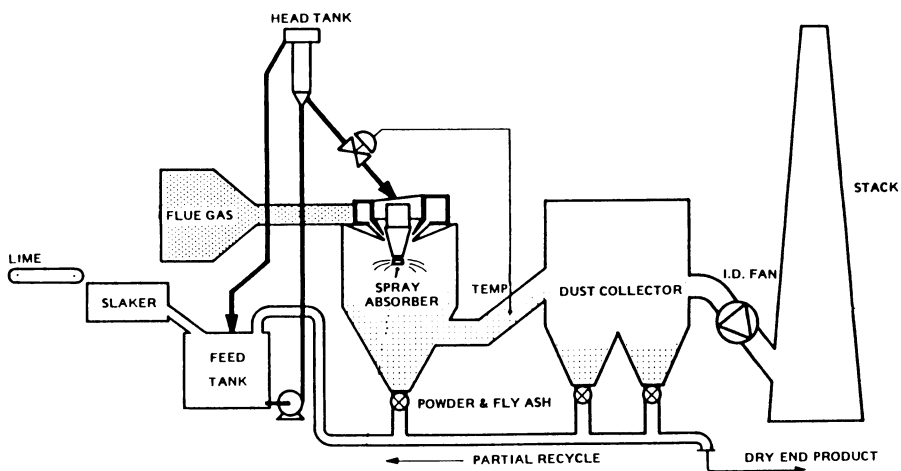 HEAD TANK
STACK
FLUE GAS
LIME
I.D. FAN
SPRAY
ABSORBER
TEMP
DUST COLLECTOR
SLAKER
FEED
TANK
POWDER & FLY ASH
PARTIAL RECYCLE
DRY END PRODUCT